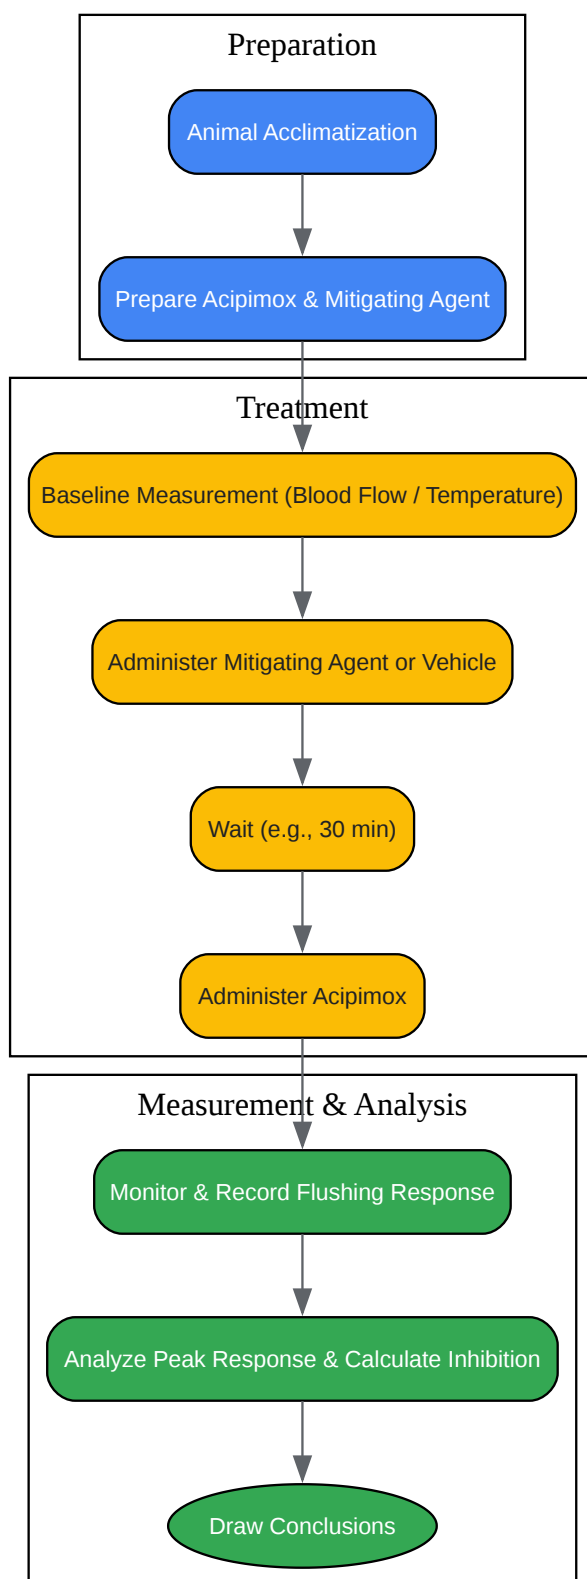 Preparation
Animal Acclimatization
Prepare Acipimox & Mitigating Agent
Treatment
Baseline Measurement (Blood Flow / Temperature)
Administer Mitigating Agent or Vehicle
Wait (e.g., 30 min)
Administer Acipimox
Measurement & Analysis
Monitor & Record Flushing Response
Analyze Peak Response & Calculate Inhibition
Draw Conclusions